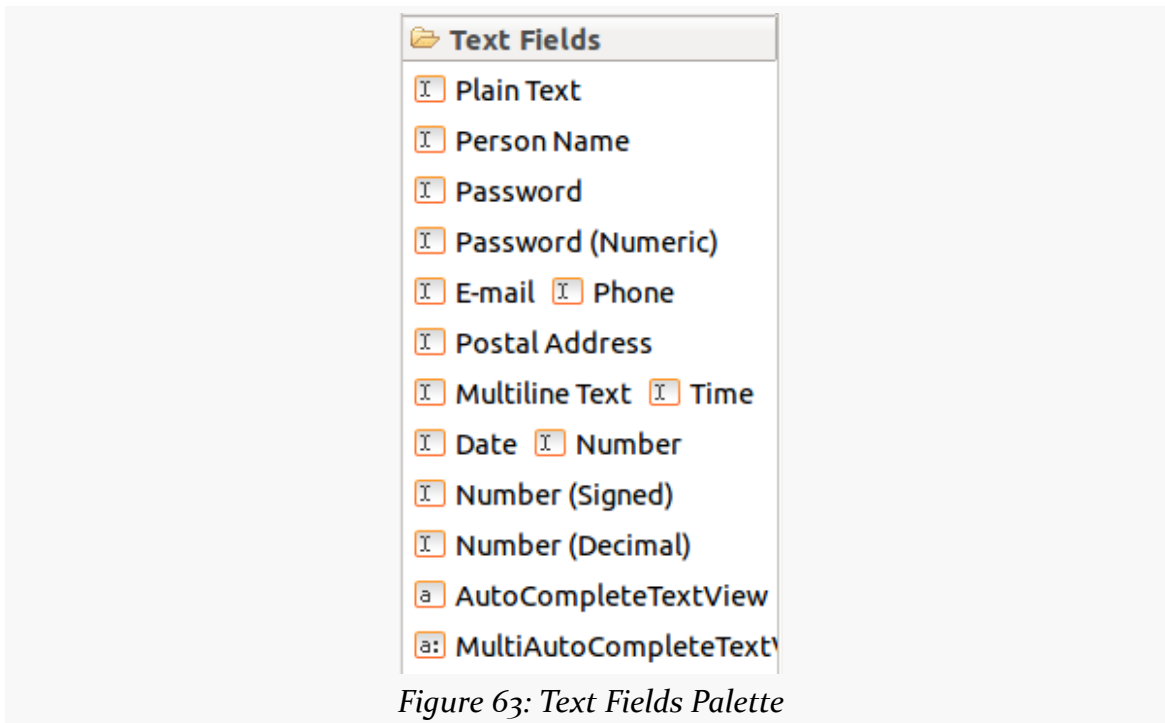 Text Fields
Plain Text
Person Name
Password
Password (Numeric)
E-mail Phone
Postal Address
Multiline Text Time
Date Number
Number (Signed)
Number (Decimal)
AutoCompleteTextView
MultiAutoCompleteText
Figure 63: Text Fields Palette